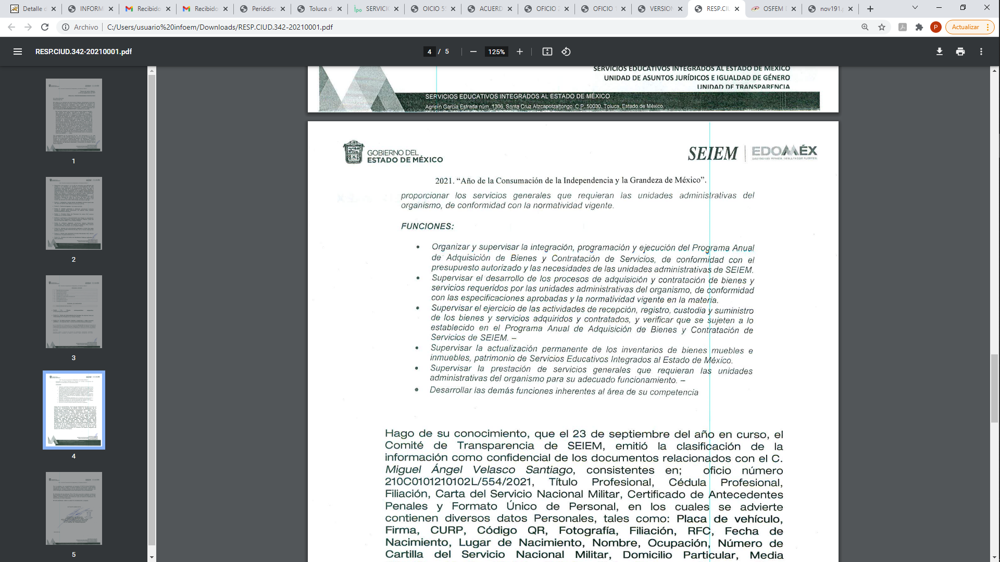 Detalle d
INFORM
Recibido
Recibido
Periódic
Toluca d
SERVICI
OICIO 5
ACUERD
OFICIO 2
OFICIO
VERSION
RESP.CI
OSFEM
nov191.p
Archivo
C:/Users/usuario%20infoem/Downloads/RESP.CIUD.342-20210001.pdf
P
Actualizar
RESP.CIUD.342-20210001.pdf
4 / 5
125%
1
2
3
4
5
SERVICIOS EDUCATIVOS INTEGRADOS AL ESTADO DE MÉXICO
UNIDAD DE ASUNTOS JURÍDICOS E IGUALDAD DE GÉNERO
UNIDAD DE TRANSPARENCIA
SERVICIOS EDUCATIVOS INTEGRADOS AL ESTADO DE MÉXICO
Agripín García Estrada núm. 1306, Santa Cruz Atzcapotzaltongo, C.P. 50030, Toluca, Estado de México
GOBIERNO DEL
ESTADO DE MÉXICO
SEIEM
EDOMÉX
DECISIONES FIRMES, RESULTADOS FUERTES.
2021. “Año de la Consumación de la Independencia y la Grandeza de México”.
proporcionar los servicios generales que requieran las unidades administrativas del
organismo, de conformidad con la normatividad vigente.
FUNCIONES:
• Organizar y supervisar la integración, programación y ejecución del Programa Anual
de Adquisición de Bienes y Contratación de Servicios, de conformidad con el
presupuesto autorizado y las necesidades de las unidades administrativas de SEIEM.
• Supervisar el desarrollo de los procesos de adquisición y contratación de bienes y
servicios requeridos por las unidades administrativas del organismo, de conformidad
con las especificaciones aprobadas y la normatividad vigente en la materia.
• Supervisar el ejercicio de las actividades de recepción, registro, custodia y suministro
de los bienes y servicios adquiridos y contratados, y verificar que se sujeten a lo
establecido en el Programa Anual de Adquisición de Bienes y Contratación de
Servicios de SEIEM. –
• Supervisar la actualización permanente de los inventarios de bienes muebles e
inmuebles, patrimonio de Servicios Educativos Integrados al Estado de México.
• Supervisar la prestación de servicios generales que requieran las unidades
administrativas del organismo para su adecuado funcionamiento. –
• Desarrollar las demás funciones inherentes al área de su competencia
Hago de su conocimiento, que el 23 de septiembre del año en curso, el
Comité de Transparencia de SEIEM, emitió la clasificación de la
información como confidencial de los documentos relacionados con el C.
Miguel Ángel Velasco Santiago, consistentes en; oficio número
210C0101210102L/554/2021, Título Profesional, Cédula Profesional,
Filiación, Carta del Servicio Nacional Militar, Certificado de Antecedentes
Penales y Formato Único de Personal, en los cuales se advierte
contienen diversos datos Personales, tales como: Placa de vehículo,
Firma, CURP, Código QR, Fotografía, Filiación, RFC, Fecha de
Nacimiento, Lugar de Nacimiento, Nombre, Ocupación, Número de
Cartilla del Servicio Nacional Militar, Domicilio Particular, Media